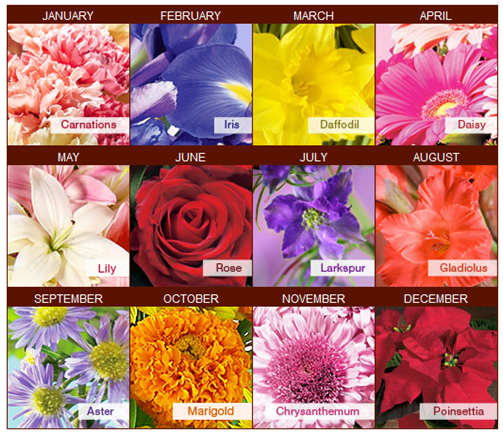 JANUARY
FEBRUARY
MARCH
APRIL
Carnations
Iris
Daffodil
Daisy
MAY
JUNE
JULY
AUGUST
Lily
Rose
Larkspur
Gladiolus
SEPTEMBER
OCTOBER
NOVEMBER
DECEMBER
Aster
Marigold
Chrysanthemum
Poinsettia